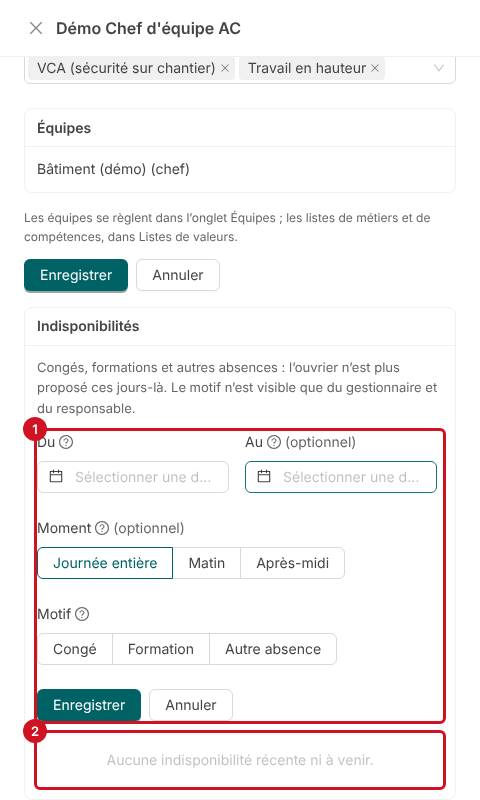 Démo Chef d'équipe AC
VCA (sécurité sur chantier) Travail en hauteur
Équipes
Bâtiment (démo) (chef)
Les équipes se règlent dans l’onglet Équipes ; les listes de métiers et de
compétences, dans Listes de valeurs.
Enregistrer Annuler
Indisponibilités
Congés, formations et autres absences : l’ouvrier n’est plus
proposé ces jours-là. Le motif n’est visible que du gestionnaire et
du responsable.
1
Du Au (optionnel)
Sélectionner une d... Sélectionner une d...
Moment (optionnel)
Journée entière Matin Après-midi
Motif
Congé Formation Autre absence
Enregistrer Annuler
2
Aucune indisponibilité récente ni à venir.